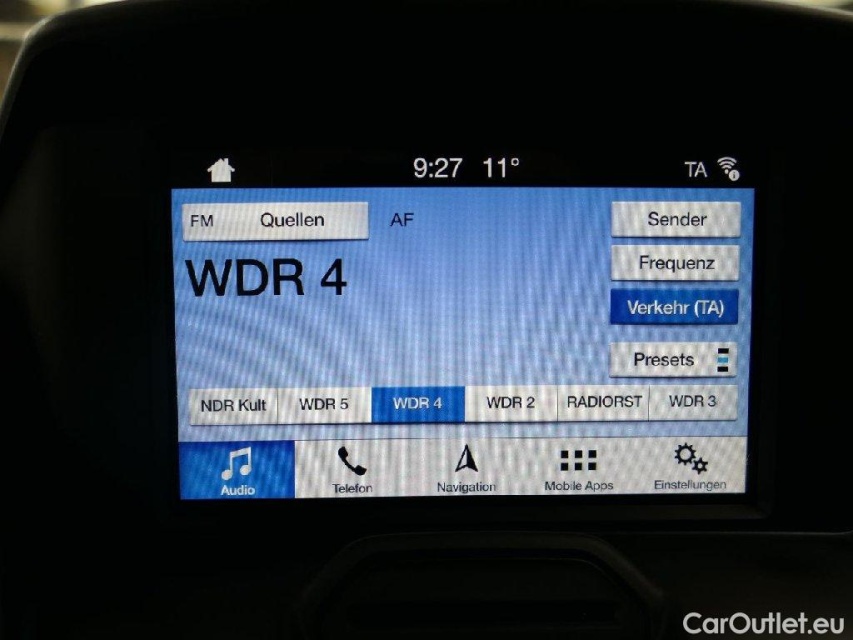 9:27 11° TA
FM Quellen AF Sender
WDR 4
Frequenz
Verkehr (TA)
Presets
NDR Kult WDR 5 WDR 4 WDR 2 RADIORST WDR 3
Audio Telefon Navigation Mobile Apps Einstellungen
CarOutlet.eu